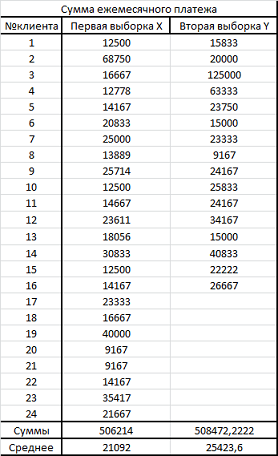 Сумма ежемесячного платежа
№клиента Первая выборка X Вторая выборка Y
1 12500 15833
2 68750 20000
3 16667 125000
4 12778 63333
5 14167 23750
6 20833 15000
7 25000 23333
8 13889 9167
9 25714 24167
10 12500 25833
11 14667 24167
12 23611 34167
13 18056 15000
14 30833 40833
15 12500 22222
16 14167 26667
17 23333
18 16667
19 40000
20 9167
21 9167
22 14167
23 35417
24 21667
Суммы 506214 508472,2222
Среднее 21092 25423,6